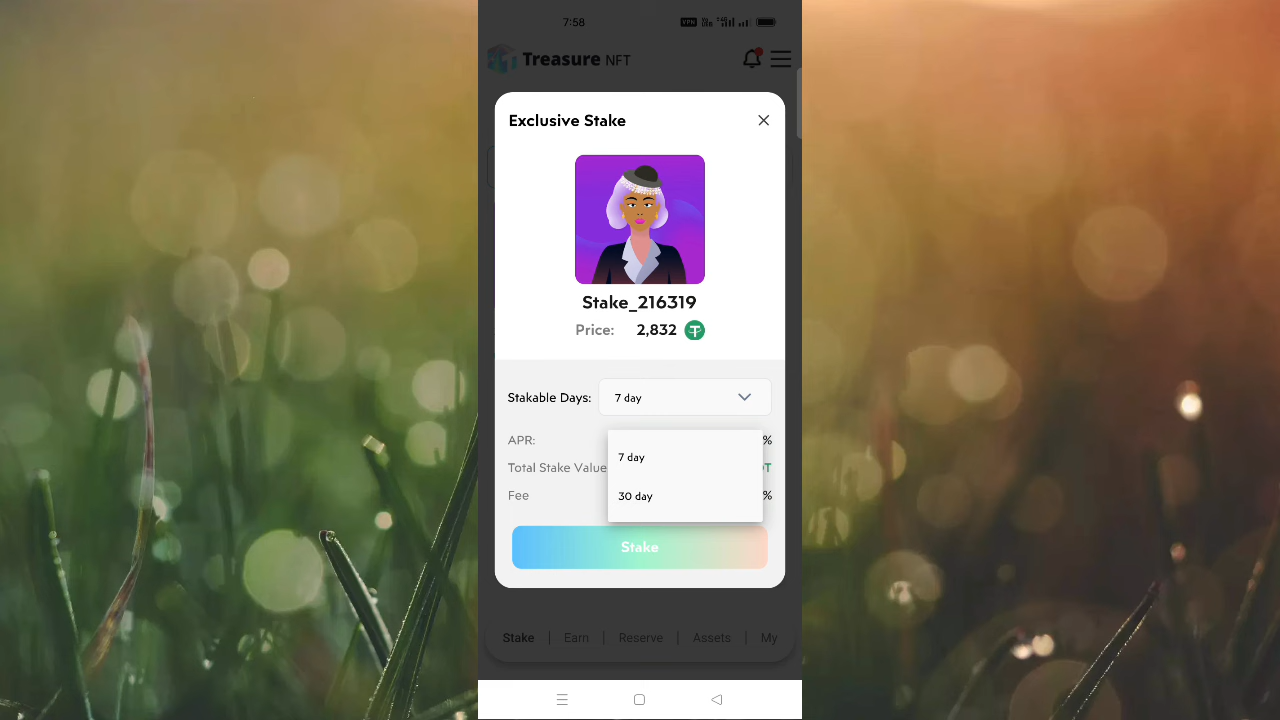 7:58
VPN
Treasure NFT
Exclusive Stake
Stake_216319
Price: 2,832
Stakable Days: 7 day
APR: %
7 day
Total Stake Value
30 day
Fee %
Stake
Stake | Earn | Reserve | Assets | My